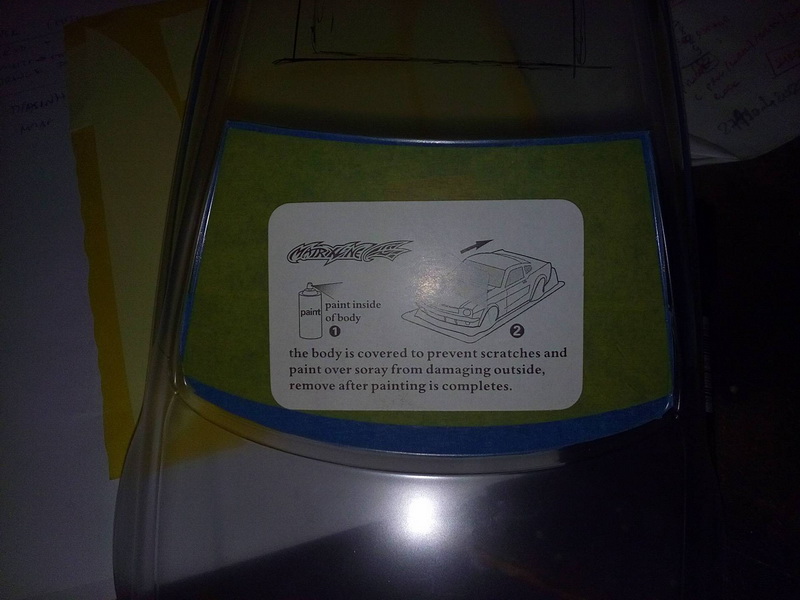 MATRIXLINE
paint
paint inside
of body
1
2
the body is covered to prevent scratches and
paint over soray from damaging outside,
remove after painting is completes.